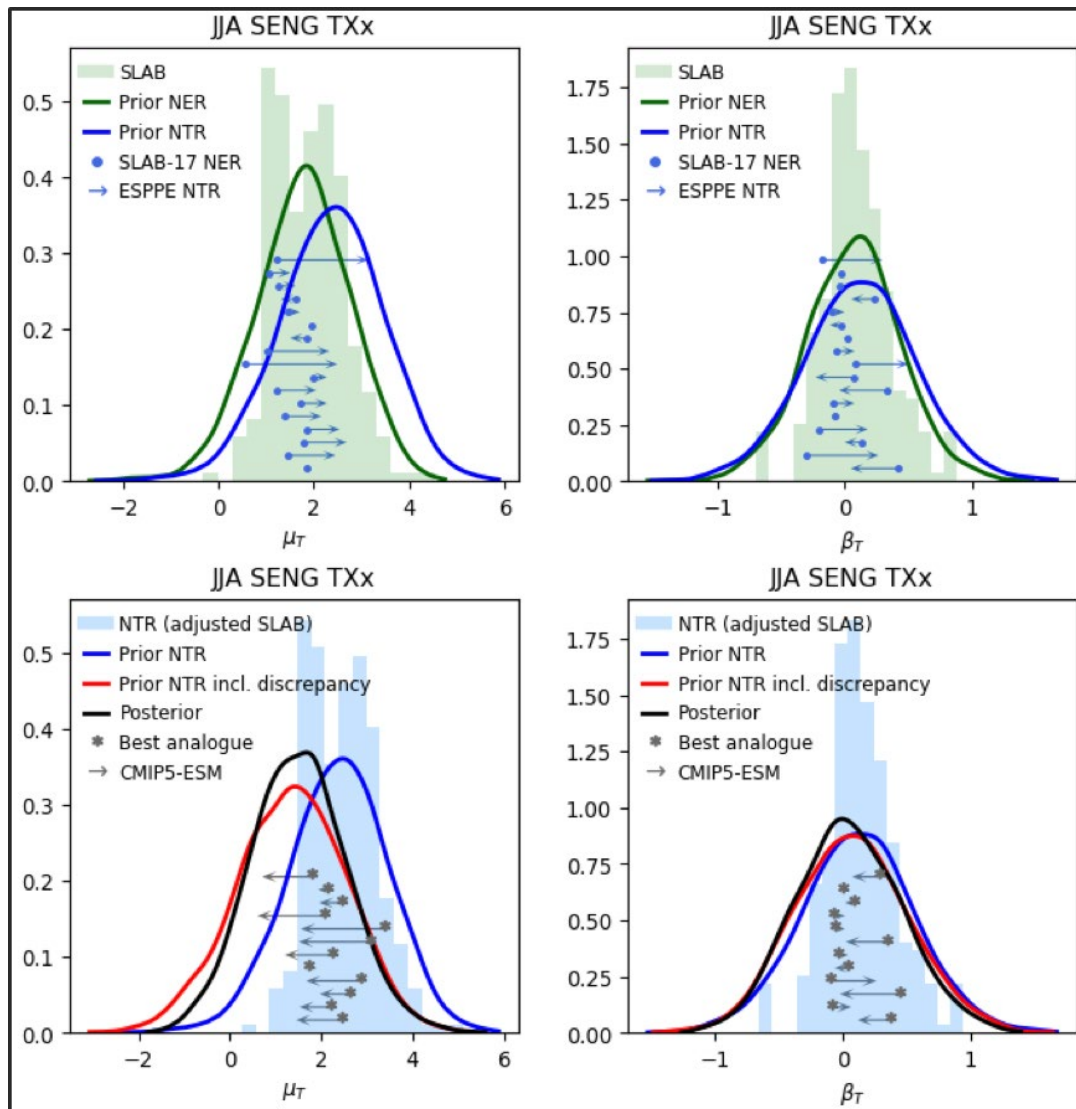 JJA SENG TXx
SLAB
Prior NER
Prior NTR
SLAB-17 NER
ESPPE NTR
0.5
0.4
0.3
0.2
0.1
0.0
−2 0 2 4 6
μT
JJA SENG TXx
SLAB
Prior NER
Prior NTR
SLAB-17 NER
ESPPE NTR
1.75
1.50
1.25
1.00
0.75
0.50
0.25
0.00
−1 0 1
βT
JJA SENG TXx
NTR (adjusted SLAB)
Prior NTR
Prior NTR incl. discrepancy
Posterior
Best analogue
CMIP5-ESM
0.5
0.4
0.3
0.2
0.1
0.0
−2 0 2 4 6
μT
JJA SENG TXx
NTR (adjusted SLAB)
Prior NTR
Prior NTR incl. discrepancy
Posterior
Best analogue
CMIP5-ESM
1.75
1.50
1.25
1.00
0.75
0.50
0.25
0.00
−1 0 1
βT